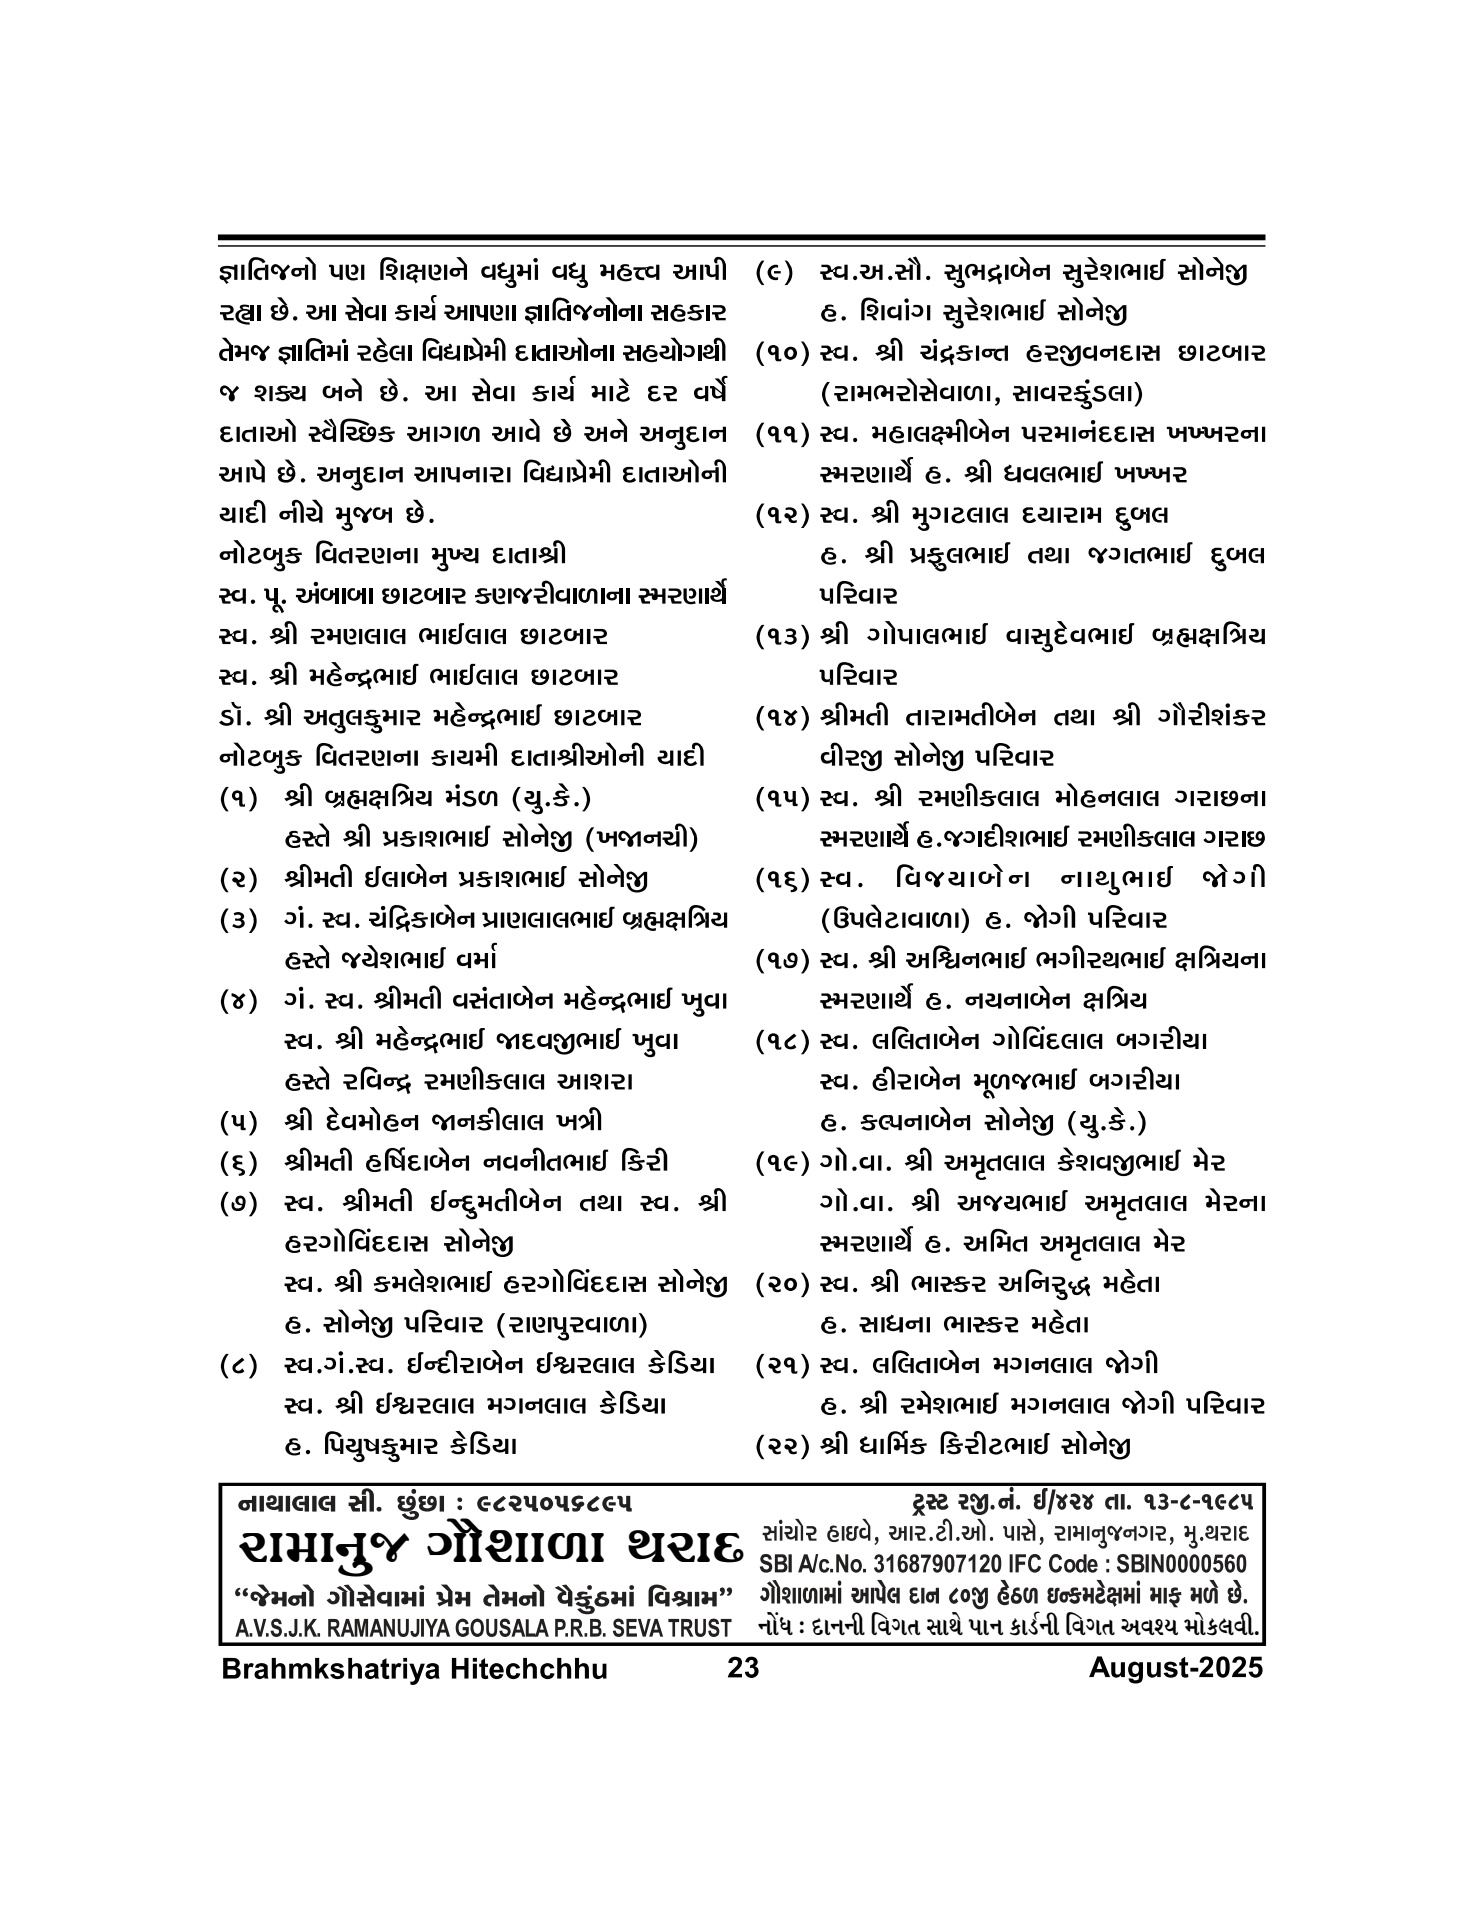 જ્ઞાતિજનો પણ શિક્ષણને વધુમાં વધુ મહત્ત્વ આપી
રહ્યા છે. આ સેવા કાર્ય આપણા જ્ઞાતિજનોના સહકાર
તેમજ જ્ઞાતિમાં રહેલા વિદ્યાપ્રેમી દાતાઓના સહયોગથી
જ શક્ય બને છે. આ સેવા કાર્ય માટે દર વર્ષે
દાતાઓ સ્વૈચ્છિક આગળ આવે છે અને અનુદાન
આપે છે. અનુદાન આપનારા વિદ્યાપ્રેમી દાતાઓની
યાદી નીચે મુજબ છે.
નોટબુક વિતરણના મુખ્ય દાતાશ્રી
સ્વ. પૂ. અંબાબા છાટબાર કણજરીવાળાના સ્મરણાર્થે
સ્વ. શ્રી રમણલાલ ભાઈલાલ છાટબાર
સ્વ. શ્રી મહેન્દ્રભાઈ ભાઈલાલ છાટબાર
ડૉ. શ્રી અતુલકુમાર મહેન્દ્રભાઈ છાટબાર
નોટબુક વિતરણના કાયમી દાતાશ્રીઓની યાદી
(૧) શ્રી બ્રહ્મક્ષત્રિય મંડળ (યુ.કે.)
હસ્તે શ્રી પ્રકાશભાઈ સોનેજી (ખજાનચી)
(૨) શ્રીમતી ઈલાબેન પ્રકાશભાઈ સોનેજી
(૩) ગં. સ્વ. ચંદ્રિકાબેન પ્રાણલાલભાઈ બ્રહ્મક્ષત્રિય
હસ્તે જયેશભાઈ વર્મા
(૪) ગં. સ્વ. શ્રીમતી વસંતાબેન મહેન્દ્રભાઈ ખુવા
સ્વ. શ્રી મહેન્દ્રભાઈ જાદવજીભાઈ ખુવા
હસ્તે રવિન્દ્ર રમણીકલાલ આશરા
(૫) શ્રી દેવમોહન જાનકીલાલ ખત્રી
(૬) શ્રીમતી હર્ષિદાબેન નવનીતભાઈ કિરી
(૭) સ્વ. શ્રીમતી ઈન્દુમતીબેન તથા સ્વ. શ્રી
હરગોવિંદદાસ સોનેજી
સ્વ. શ્રી કમલેશભાઈ હરગોવિંદદાસ સોનેજી
હ. સોનેજી પરિવાર (રાણપુરવાળા)
(૮) સ્વ.ગં.સ્વ. ઈન્દીરાબેન ઈશ્વરલાલ કેડિયા
સ્વ. શ્રી ઈશ્વરલાલ મગનલાલ કેડિયા
હ. પિયુષકુમાર કેડિયા
(૯) સ્વ.અ.સૌ. સુભદ્રાબેન સુરેશભાઈ સોનેજી
હ. શિવાંગ સુરેશભાઈ સોનેજી
(૧૦) સ્વ. શ્રી ચંદ્રકાન્ત હરજીવનદાસ છાટબાર
(રામભરોસેવાળા, સાવરકુંડલા)
(૧૧) સ્વ. મહાલક્ષ્મીબેન પરમાનંદદાસ ખખ્ખરના
સ્મરણાર્થે હ. શ્રી ધવલભાઈ ખખ્ખર
(૧૨) સ્વ. શ્રી મુગટલાલ દયારામ દુબલ
હ. શ્રી પ્રફુલભાઈ તથા જગતભાઈ દુબલ
પરિવાર
(૧૩) શ્રી ગોપાલભાઈ વાસુદેવભાઈ બ્રહ્મક્ષત્રિય
પરિવાર
(૧૪) શ્રીમતી તારામતીબેન તથા શ્રી ગૌરીશંકર
વીરજી સોનેજી પરિવાર
(૧૫) સ્વ. શ્રી રમણીકલાલ મોહનલાલ ગરાછના
સ્મરણાર્થે હ.જગદીશભાઈ રમણીકલાલ ગરાછ
(૧૬) સ્વ. વિજયાબેન નાથુભાઈ જોગી
(ઉપલેટાવાળા) હ. જોગી પરિવાર
(૧૭) સ્વ. શ્રી અશ્વિનભાઈ ભગીરથભાઈ ક્ષત્રિયના
સ્મરણાર્થે હ. નયનાબેન ક્ષત્રિય
(૧૮) સ્વ. લલિતાબેન ગોવિંદલાલ બગરીયા
સ્વ. હીરાબેન મૂળજભાઈ બગરીયા
હ. કલ્પનાબેન સોનેજી (યુ.કે.)
(૧૯) ગો.વા. શ્રી અમૃતલાલ કેશવજીભાઈ મેર
ગો.વા. શ્રી અજયભાઈ અમૃતલાલ મેરના
સ્મરણાર્થે હ. અમિત અમૃતલાલ મેર
(૨૦) સ્વ. શ્રી ભાસ્કર અનિરુદ્ધ મહેતા
હ. સાધના ભાસ્કર મહેતા
(૨૧) સ્વ. લલિતાબેન મગનલાલ જોગી
હ. શ્રી રમેશભાઈ મગનલાલ જોગી પરિવાર
(૨૨) શ્રી ધાર્મિક કિરીટભાઈ સોનેજી
નાથાલાલ સી. છુંછા : ૯૮૨૫૦૫૬૮૯૫
રામાનુજ ગૌશાળા થરાદ
“જેમનો ગૌસેવામાં પ્રેમ તેમનો વૈકુંઠમાં વિશ્રામ”
A.V.S.J.K. RAMANUJIYA GOUSALA P.R.B. SEVA TRUST
ટ્રસ્ટ રજી.નં. ઈ/૪૨૪ તા. ૧૩-૮-૧૯૮૫
સાંચોર હાઇવે, આર.ટી.ઓ. પાસે, રામાનુજનગર, મુ.થરાદ
SBI A/c.No. 31687907120 IFC Code : SBIN0000560
ગૌશાળામાં આપેલ દાન ૮૦જી હેઠળ ઇન્કમટેક્ષમાં માફ મળે છે.
નોંધ : દાનની વિગત સાથે પાન કાર્ડની વિગત અવશ્ય મોકલવી.
Brahmkshatriya Hitechchhu 23 August-2025